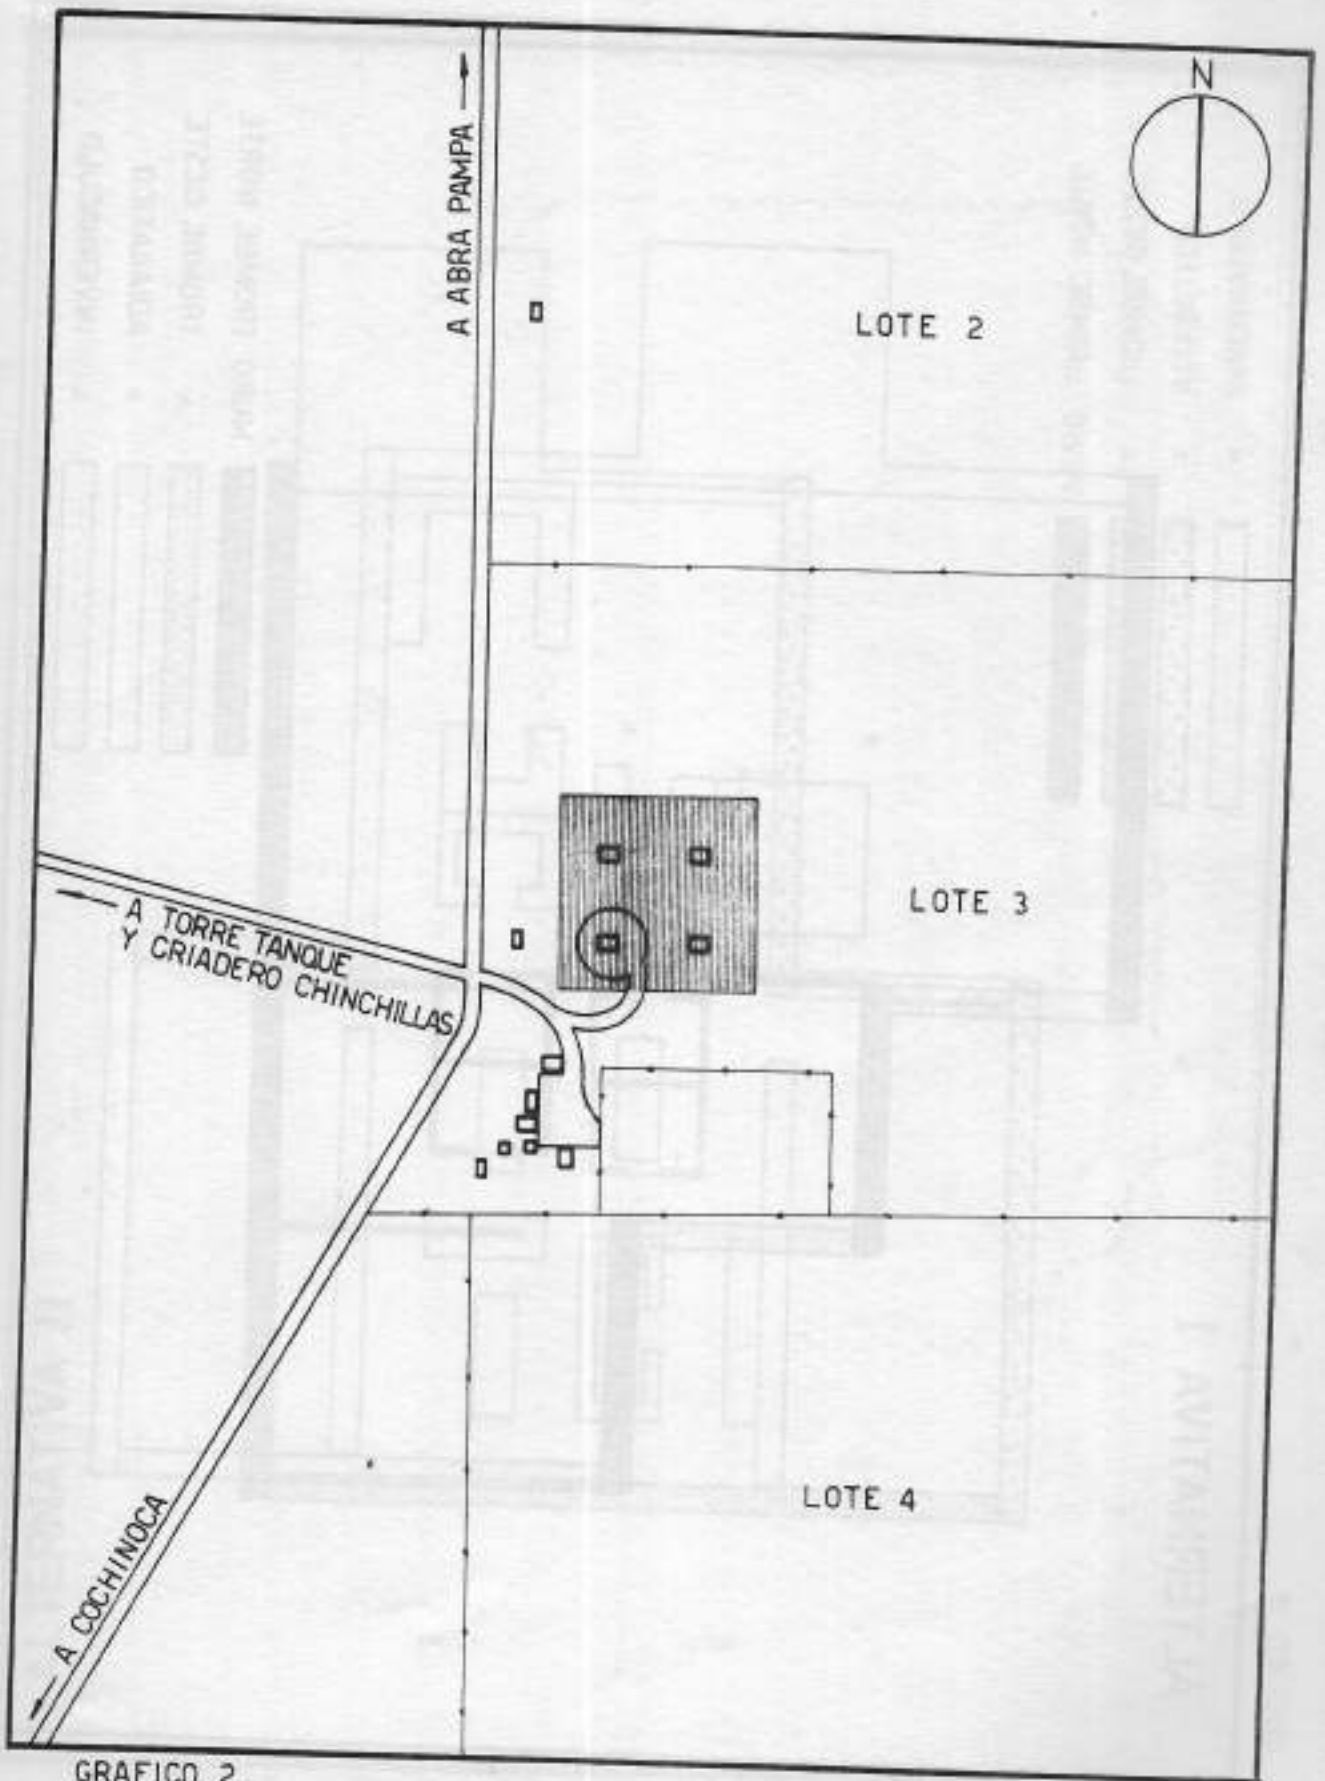 N
A ABRA PAMPA
LOTE 2
LOTE 3
A TORRE TANQUE
Y CRIADERO CHINCHILLAS
LOTE 4
A COCHINOCA
GRAFICO 2